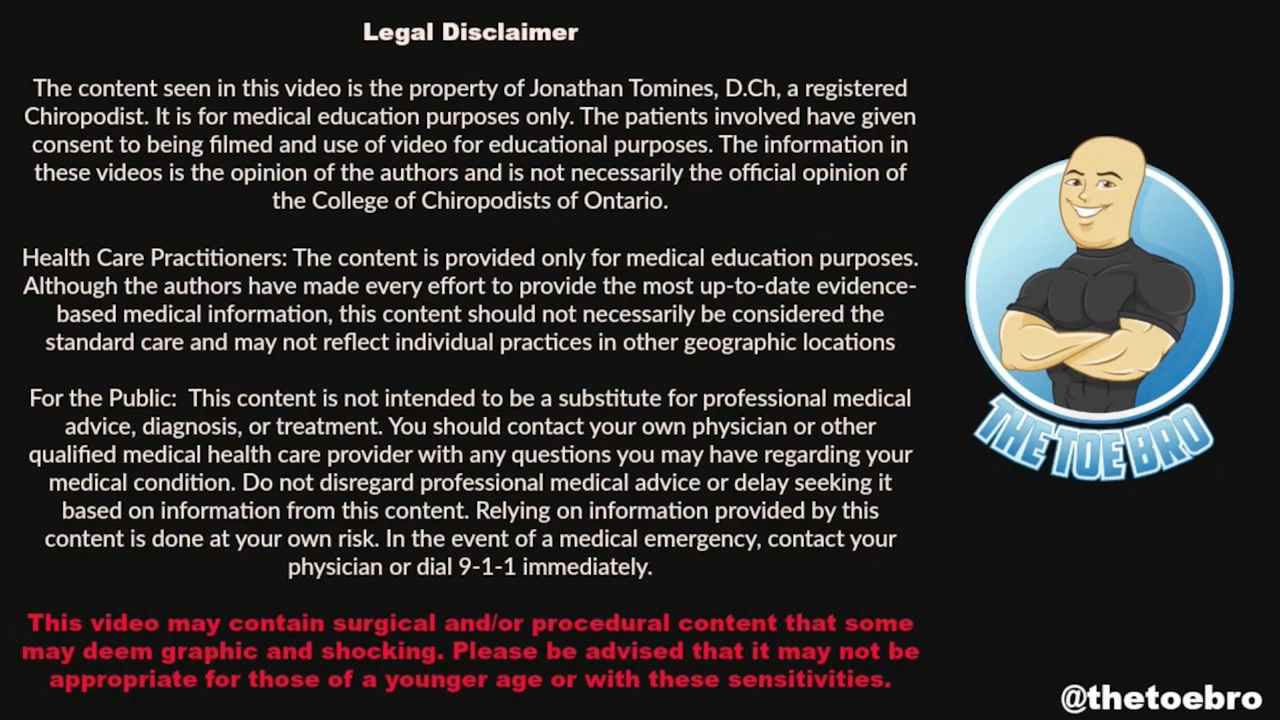 Legal Disclaimer
The content seen in this video is the property of Jonathan Tomines, D.Ch, a registered
Chiropodist. It is for medical education purposes only. The patients involved have given
consent to being filmed and use of video for educational purposes. The information in
these videos is the opinion of the authors and is not necessarily the official opinion of
the College of Chiropodists of Ontario.
Health Care Practitioners: The content is provided only for medical education purposes.
Although the authors have made every effort to provide the most up-to-date evidence-
based medical information, this content should not necessarily be considered the
standard care and may not reflect individual practices in other geographic locations
For the Public:  This content is not intended to be a substitute for professional medical
advice, diagnosis, or treatment. You should contact your own physician or other
qualified medical health care provider with any questions you may have regarding your
medical condition. Do not disregard professional medical advice or delay seeking it
based on information from this content. Relying on information provided by this
content is done at your own risk. In the event of a medical emergency, contact your
physician or dial 9-1-1 immediately.
This video may contain surgical and/or procedural content that some
may deem graphic and shocking. Please be advised that it may not be
appropriate for those of a younger age or with these sensitivities.
THE TOE BRO
@thetoebro